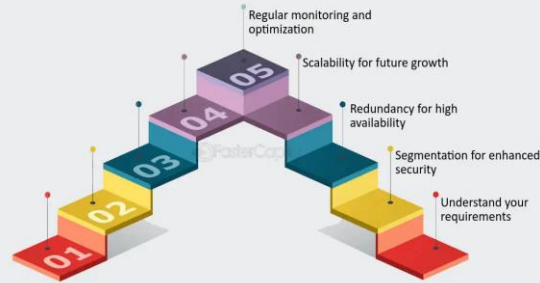 Regular monitoring and
optimization
05
Scalability for future growth
04
Redundancy for high
availability
03
FasterCap
Segmentation for enhanced
security
02
Understand your
requirements
01